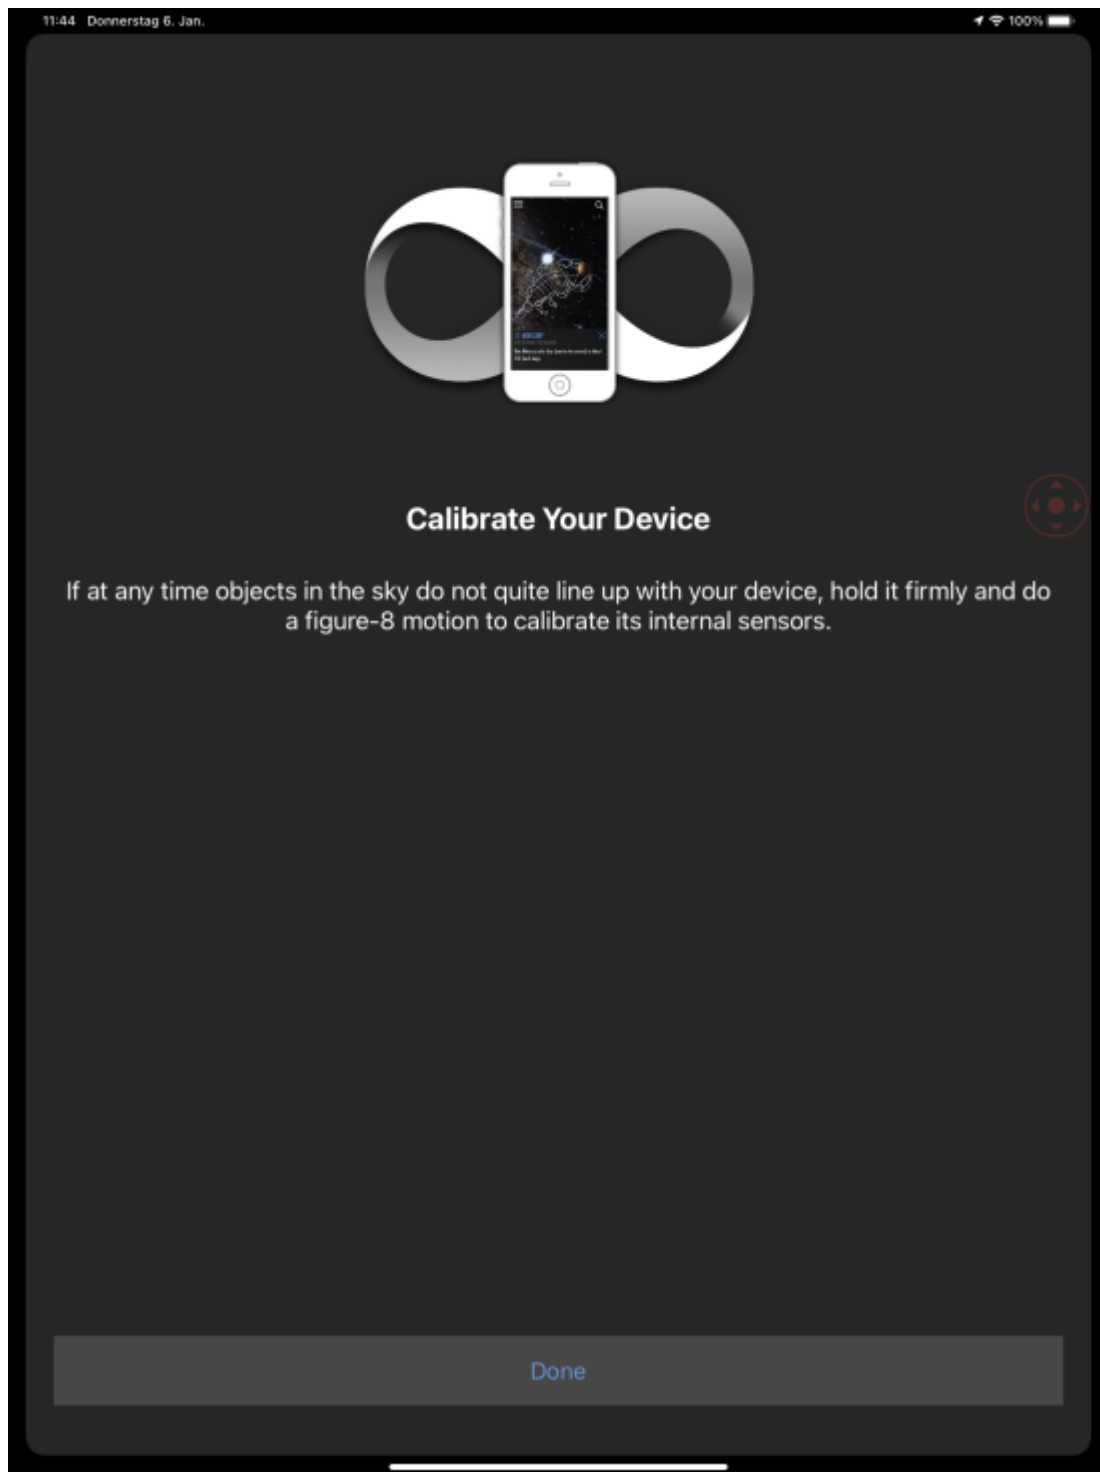 11:44 Donnerstag 6. Jan.
100%
Calibrate Your Device
If at any time objects in the sky do not quite line up with your device, hold it firmly and do
a figure-8 motion to calibrate its internal sensors.
Done